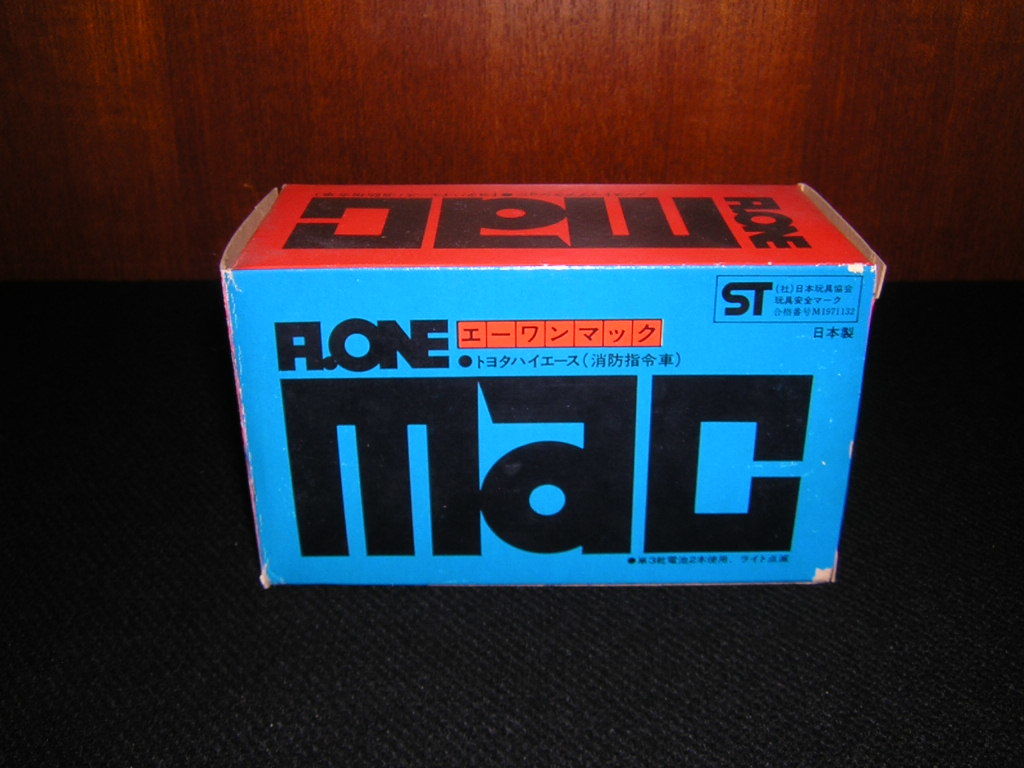 A.ONE
mac
ST
(社)日本玩具協会
玩具安全マーク
合格番号M1971132
日本製
A.ONE
エーワンマック
●トヨタハイエース(消防指令車)
mac
●単3乾電池2本使用、ライト点滅